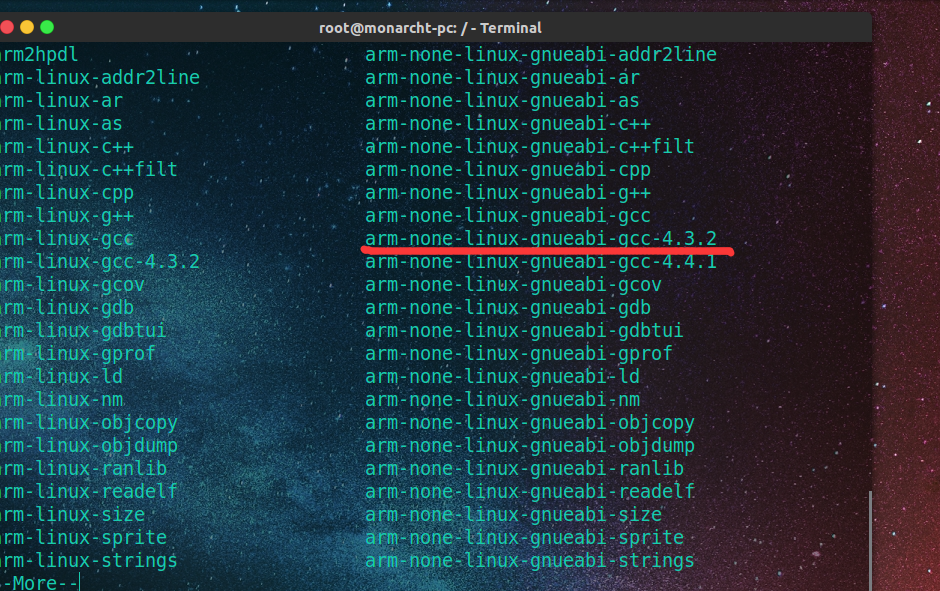 root@monarcht-pc: / - Terminal
arm2hpdl arm-none-linux-gnueabi-addr2line
arm-linux-addr2line arm-none-linux-gnueabi-ar
arm-linux-ar arm-none-linux-gnueabi-as
arm-linux-as arm-none-linux-gnueabi-c++
arm-linux-c++ arm-none-linux-gnueabi-c++filt
arm-linux-c++filt arm-none-linux-gnueabi-cpp
arm-linux-cpp arm-none-linux-gnueabi-g++
arm-linux-g++ arm-none-linux-gnueabi-gcc
arm-linux-gcc arm-none-linux-gnueabi-gcc-4.3.2
arm-linux-gcc-4.3.2 arm-none-linux-gnueabi-gcc-4.4.1
arm-linux-gcov arm-none-linux-gnueabi-gcov
arm-linux-gdb arm-none-linux-gnueabi-gdb
arm-linux-gdbtui arm-none-linux-gnueabi-gdbtui
arm-linux-gprof arm-none-linux-gnueabi-gprof
arm-linux-ld arm-none-linux-gnueabi-ld
arm-linux-nm arm-none-linux-gnueabi-nm
arm-linux-objcopy arm-none-linux-gnueabi-objcopy
arm-linux-objdump arm-none-linux-gnueabi-objdump
arm-linux-ranlib arm-none-linux-gnueabi-ranlib
arm-linux-readelf arm-none-linux-gnueabi-readelf
arm-linux-size arm-none-linux-gnueabi-size
arm-linux-sprite arm-none-linux-gnueabi-sprite
arm-linux-strings arm-none-linux-gnueabi-strings
--More--